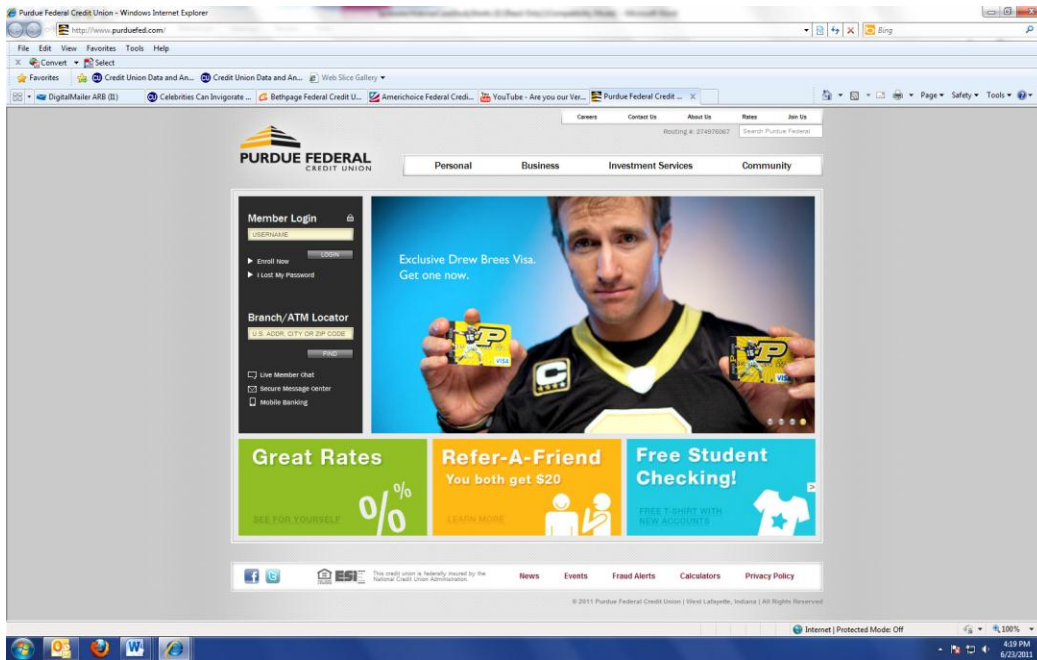 Purdue Federal Credit Union - Windows Internet Explorer
http://www.purduefed.com/
Bing
File Edit View Favorites Tools Help
Convert Select
Favorites Credit Union Data and An... Credit Union Data and An... Web Slice Gallery
DigitalMailer ARB (II) Celebrities Can Invigorate ... Bethpage Federal Credit U... Americhoice Federal Credi... YouTube - Are you our Ver... Purdue Federal Credit ... X
Page Safety Tools
Careers Contact Us About Us Rates Join Us
Search Purdue Federal
PURDUE FEDERAL
CREDIT UNION
Personal Business Investment Services Community
Member Login
USERNAME
LOGIN
Enroll Now
I Lost My Password
Branch/ATM Locator
U.S. ADDR, CITY OR ZIP CODE
FIND
Live Member Chat
Secure Message Center
Mobile Banking
Exclusive Drew Brees Visa.
Get one now.
P
VISA
C
P
VISA
Great Rates
%
%
SEE FOR YOURSELF
Refer-A-Friend
You both get $20
LEARN MORE
Free Student
Checking!
FREE T-SHIRT WITH
NEW ACCOUNTS
ESI
This credit union is federally insured by the
National Credit Union Administration.
News Events Fraud Alerts Calculators Privacy Policy
© 2011 Purdue Federal Credit Union | West Lafayette, Indiana | All Rights Reserved
Internet | Protected Mode: Off
100%
4:19 PM
6/23/2011